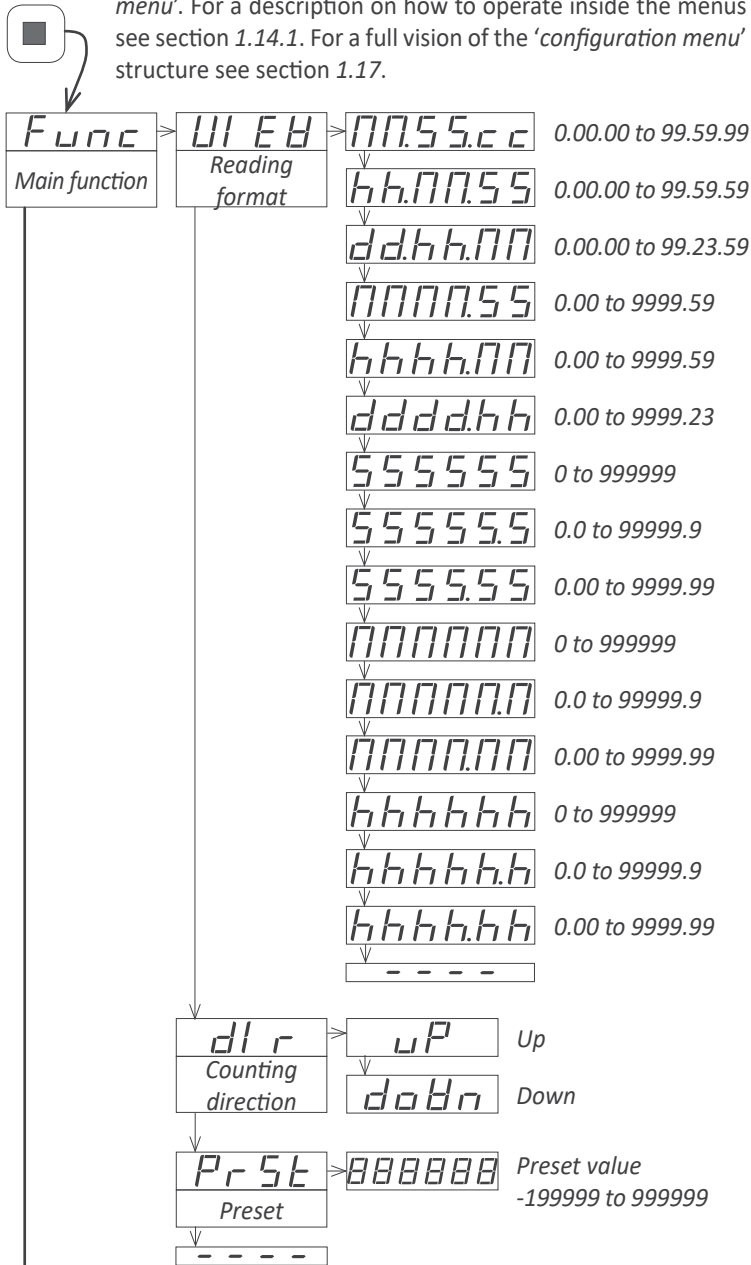 menu'. For a description on how to operate inside the menus
see section 1.14.1. For a full vision of the 'configuration menu'
structure see section 1.17.
Func
Main function
VIEW
Reading
format
MM.SS.cc 0.00.00 to 99.59.99
hh.MM.SS 0.00.00 to 99.59.59
dd.hh.MM 0.00.00 to 99.23.59
MMMM.SS 0.00 to 9999.59
hhhh.MM 0.00 to 9999.59
dddd.hh 0.00 to 9999.23
SSSSSS 0 to 999999
SSSSS.S 0.0 to 99999.9
SSSS.SS 0.00 to 9999.99
MMMMMM 0 to 999999
MMMMM.M 0.0 to 99999.9
MMMM.MM 0.00 to 9999.99
hhhhhh 0 to 999999
hhhhh.h 0.0 to 99999.9
hhhh.hh 0.00 to 9999.99
- - - -
dIr
Counting
direction
uP Up
doWn Down
PrSt
Preset
888888 Preset value
-199999 to 999999
- - - -